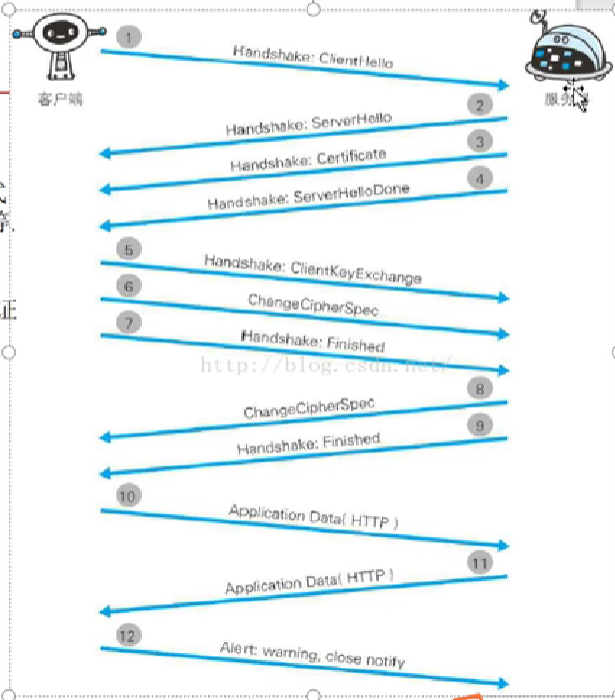 1
Handshake: ClientHello
客户端
服务器
2
Handshake: ServerHello
3
Handshake: Certificate
4
Handshake: ServerHelloDone
5
Handshake: ClientKeyExchange
6
ChangeCipherSpec
7
Handshake: Finished
http://blog.csdn.net/
8
ChangeCipherSpec
9
Handshake: Finished
10
Application Data( HTTP )
11
Application Data( HTTP )
12
Alert: warning, close notify